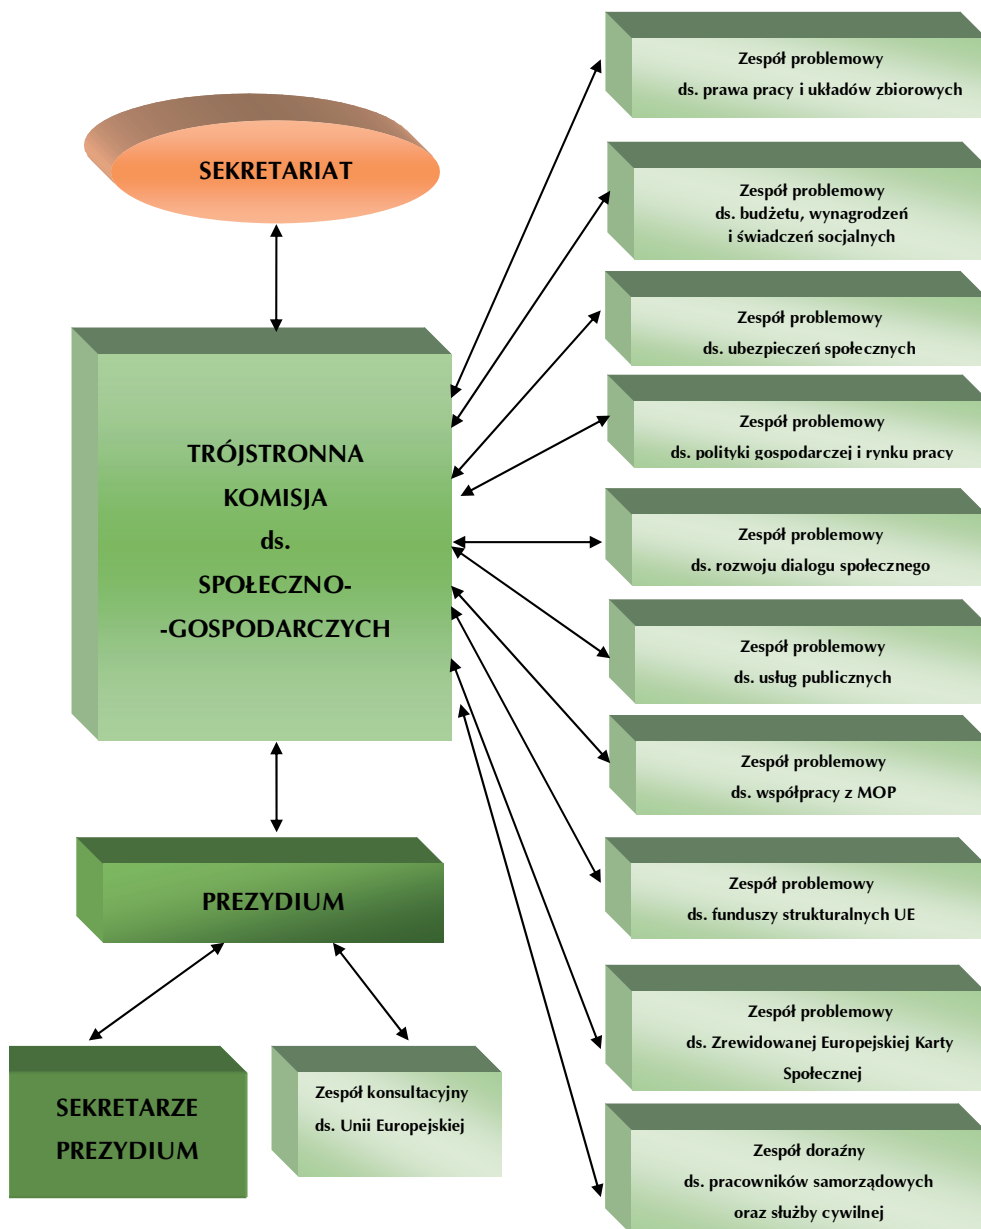 SEKRETARIAT
TRÓJSTRONNA
KOMISJA
ds.
SPOŁECZNO-
-GOSPODARCZYCH
PREZYDIUM
SEKRETARZE
PREZYDIUM
Zespół konsultacyjny
ds. Unii Europejskiej
Zespół problemowy
ds. prawa pracy i układów zbiorowych
Zespół problemowy
ds. budżetu, wynagrodzeń
i świadczeń socjalnych
Zespół problemowy
ds. ubezpieczeń społecznych
Zespół problemowy
ds. polityki gospodarczej i rynku pracy
Zespół problemowy
ds. rozwoju dialogu społecznego
Zespół problemowy
ds. usług publicznych
Zespół problemowy
ds. współpracy z MOP
Zespół problemowy
ds. funduszy strukturalnych UE
Zespół problemowy
ds. Zrewidowanej Europejskiej Karty
Społecznej
Zespół doraźny
ds. pracowników samorządowych
oraz służby cywilnej